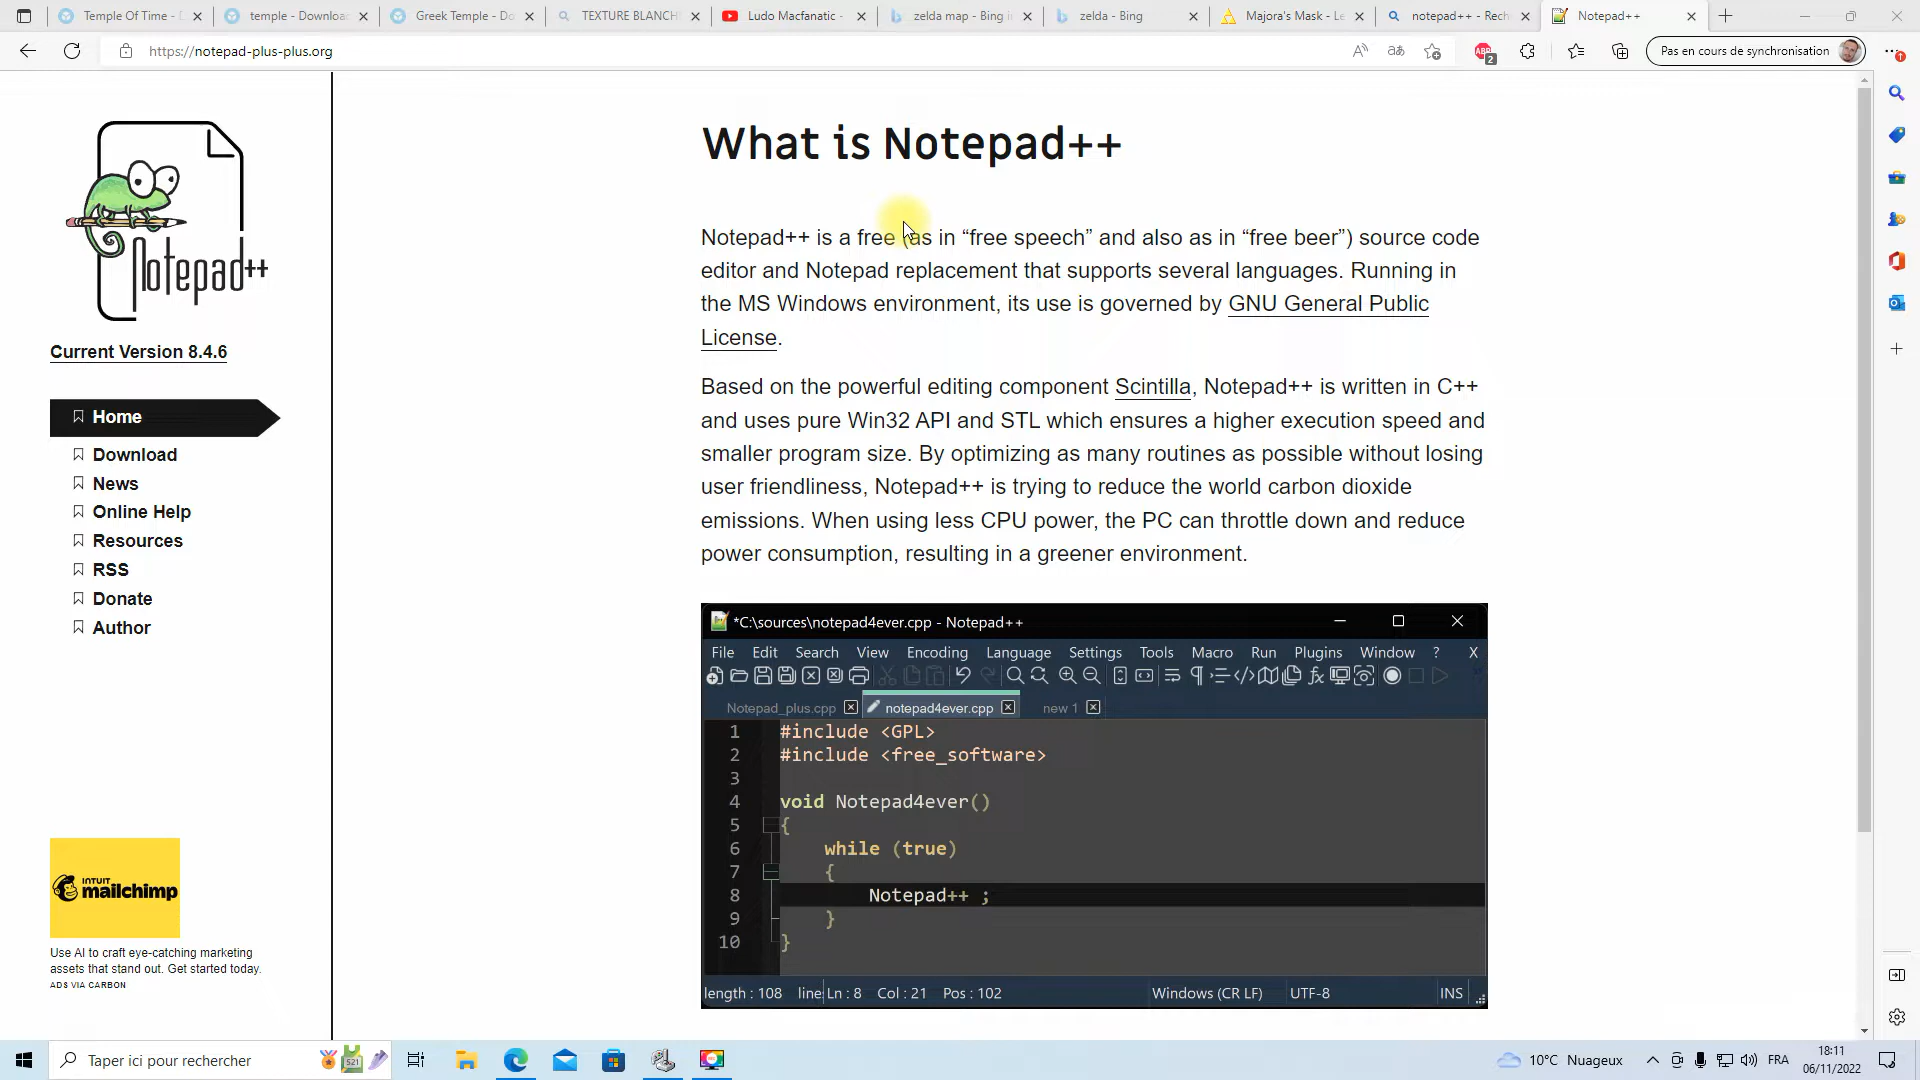 Temple Of Time - D
temple - Downloa
Greek Temple - Do
TEXTURE BLANCH
Ludo Macfanatic -
zelda map - Bing in
zelda - Bing
Majora's Mask - Le
notepad++ - Rech
Notepad++
https://notepad-plus-plus.org
Pas en cours de synchronisation
notepad++
Current Version 8.4.6
Home
Download
News
Online Help
Resources
RSS
Donate
Author
INTUIT
mailchimp
Use AI to craft eye-catching marketing
assets that stand out. Get started today.
ADS VIA CARBON
What is Notepad++
Notepad++ is a free (as in “free speech” and also as in “free beer”) source code
editor and Notepad replacement that supports several languages. Running in
the MS Windows environment, its use is governed by GNU General Public
License.
Based on the powerful editing component Scintilla, Notepad++ is written in C++
and uses pure Win32 API and STL which ensures a higher execution speed and
smaller program size. By optimizing as many routines as possible without losing
user friendliness, Notepad++ is trying to reduce the world carbon dioxide
emissions. When using less CPU power, the PC can throttle down and reduce
power consumption, resulting in a greener environment.
*C:\sources\notepad4ever.cpp - Notepad++
File Edit Search View Encoding Language Settings Tools Macro Run Plugins Window ? X
Notepad_plus.cpp notepad4ever.cpp new 1
1 #include <GPL>
2 #include <free_software>
3
4 void Notepad4ever()
5 {
6 while (true)
7 {
8 Notepad++ ;
9 }
10 }
length : 108 line Ln : 8 Col : 21 Pos : 102 Windows (CR LF) UTF-8 INS
Taper ici pour rechercher
521
10°C Nuageux
FRA
18:11
06/11/2022